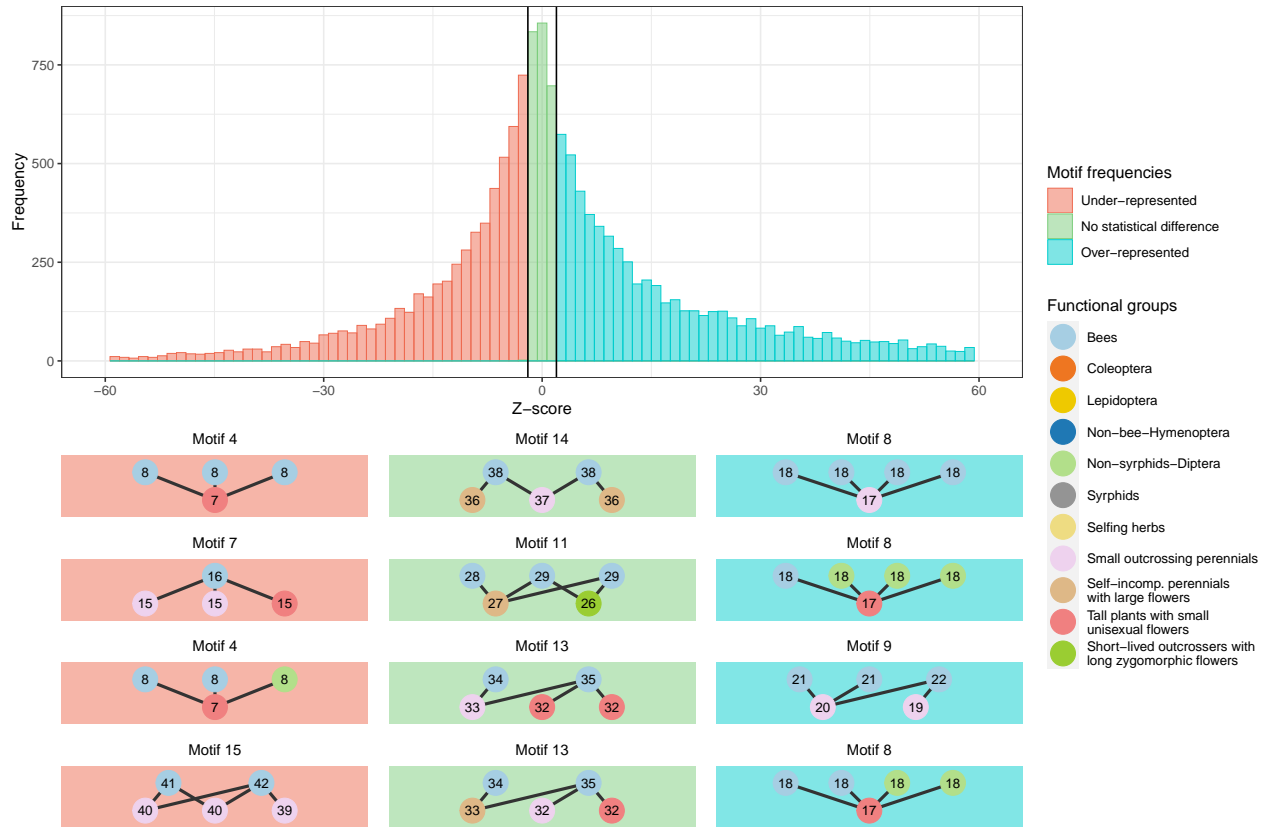 750
500
250
0
Frequency
−60
−30
0
30
60
Z−score
Motif frequencies
Under−represented
No statistical difference
Over−represented
Functional groups
Bees
Coleoptera
Lepidoptera
Non−bee−Hymenoptera
Non−syrphids−Diptera
Syrphids
Selfing herbs
Small outcrossing perennials
Self−incomp. perennials
with large flowers
Tall plants with small
unisexual flowers
Short−lived outcrossers with
long zygomorphic flowers
Motif 4
8 8 8
7
Motif 14
38 38
36 37 36
Motif 8
18 18 18 18
17
Motif 7
16
15 15 15
Motif 11
28 29 29
27 26
Motif 8
18 18 18 18
17
Motif 4
8 8 8
7
Motif 13
34 35
33 32 32
Motif 9
21 21 22
20 19
Motif 15
41 42
40 40 39
Motif 13
34 35
33 32 32
Motif 8
18 18 18 18
17